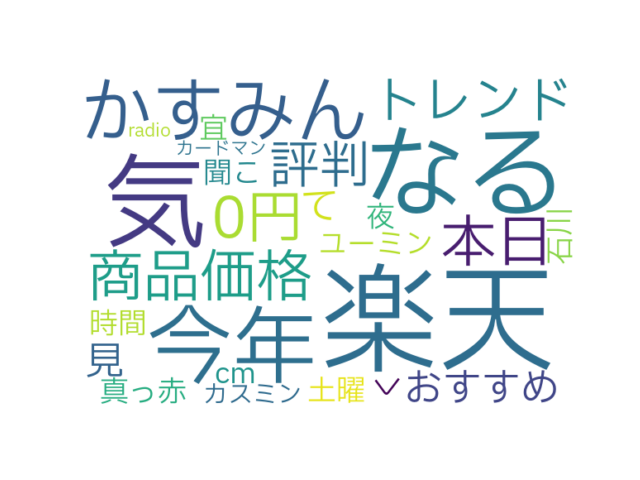 かすみん
トレンド
radio
宜
カードマン
評判
なる
気
聞こ
0円
て
夜
ユーミン
本日
石川
商品価格
楽天
今年
時間
見
cm
真っ赤
カスミン
土曜
おすすめ